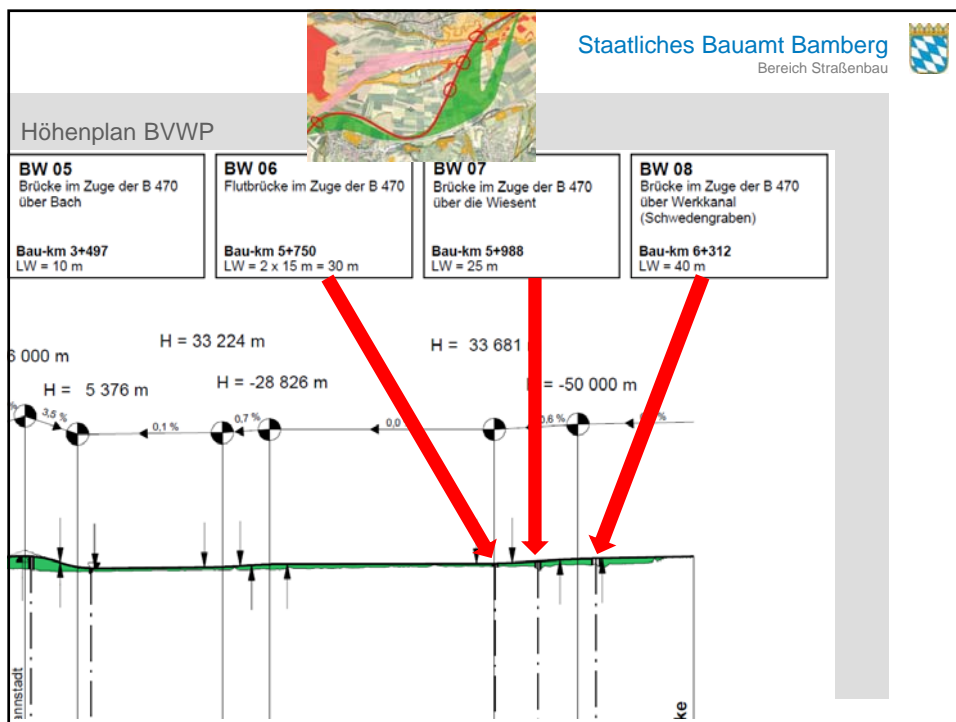 Staatliches Bauamt Bamberg
Bereich Straßenbau
Höhenplan BVWP
BW 05
Brücke im Zuge der B 470
über Bach
Bau-km 3+497
LW = 10 m
BW 06
Flutbrücke im Zuge der B 470
Bau-km 5+750
LW = 2 x 15 m = 30 m
BW 07
Brücke im Zuge der B 470
über die Wiesent
Bau-km 5+988
LW = 25 m
BW 08
Brücke im Zuge der B 470
über Werkkanal
(Schwedengraben)
Bau-km 6+312
LW = 40 m
H = 33 224 m
H = 33 681
000 m
H = 5 376 m
H = -28 826 m
= -50 000 m
%
3,5 %
0,1 %
0,7 %
0,0
0,6 %
%
annstadt
ke